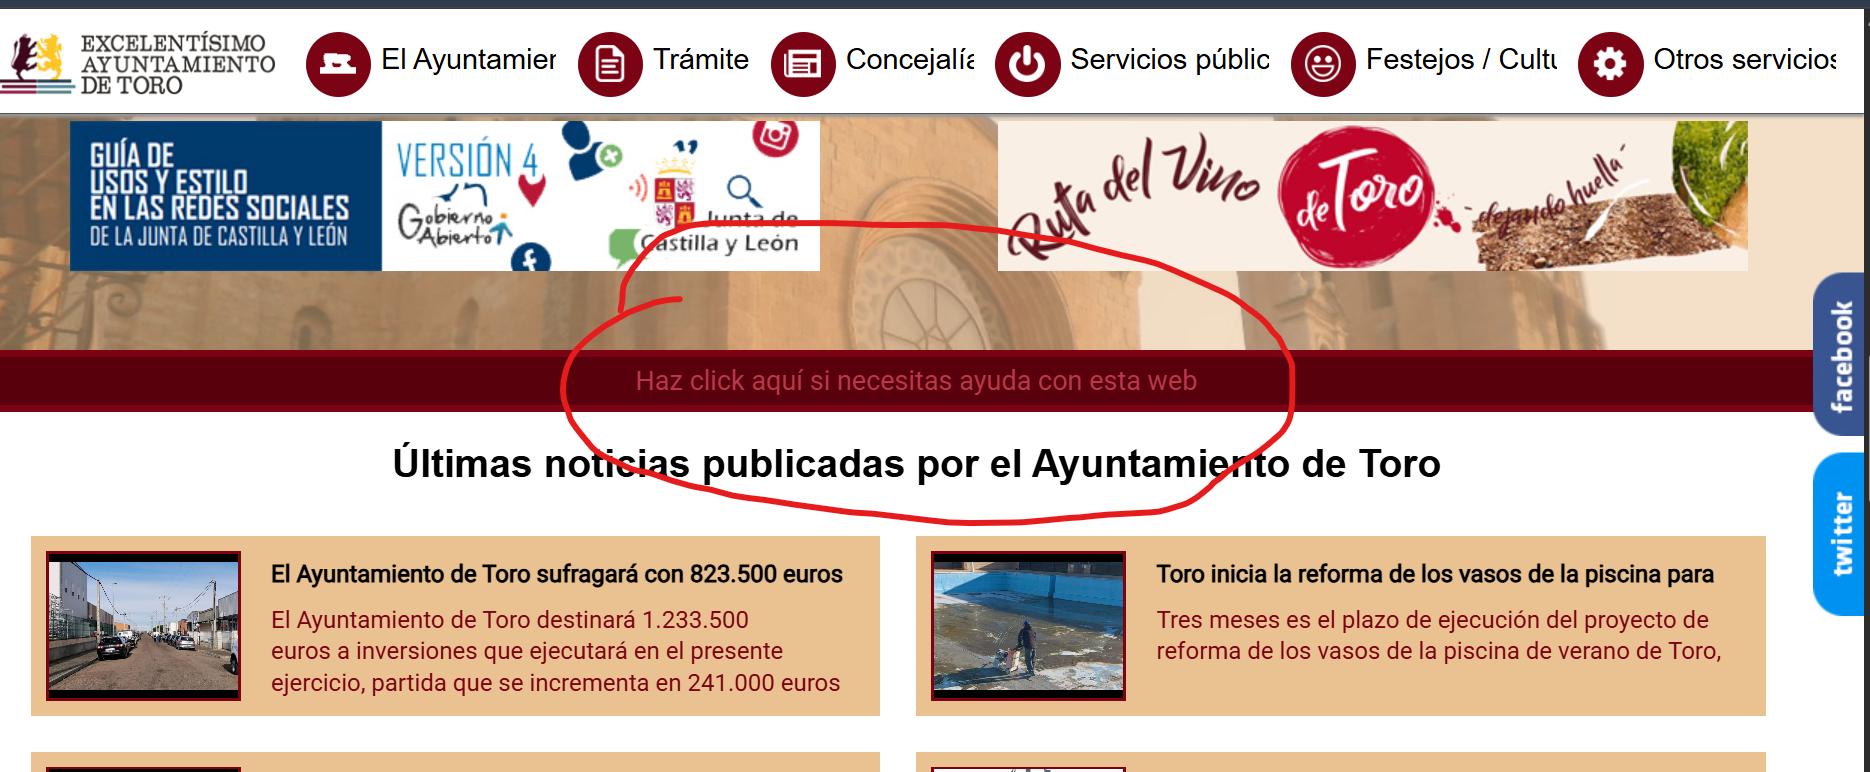 EXCELENTÍSIMO
AYUNTAMIENTO
DE TORO
El Ayuntamier
Trámite
Concejalía
Servicios públic
Festejos / Cultu
Otros servicios
GUÍA DE
USOS Y ESTILO
EN LAS REDES SOCIALES
DE LA JUNTA DE CASTILLA Y LEÓN
VERSIÓN 4
Gobierno
Abierto
Junta de
Castilla y León
Ruta del Vino
de Toro
dejando huella
facebook
Haz click aquí si necesitas ayuda con esta web
Últimas noticias publicadas por el Ayuntamiento de Toro
twitter
El Ayuntamiento de Toro sufragará con 823.500 euros
El Ayuntamiento de Toro destinará 1.233.500
euros a inversiones que ejecutará en el presente
ejercicio, partida que se incrementa en 241.000 euros
Toro inicia la reforma de los vasos de la piscina para
Tres meses es el plazo de ejecución del proyecto de
reforma de los vasos de la piscina de verano de Toro,